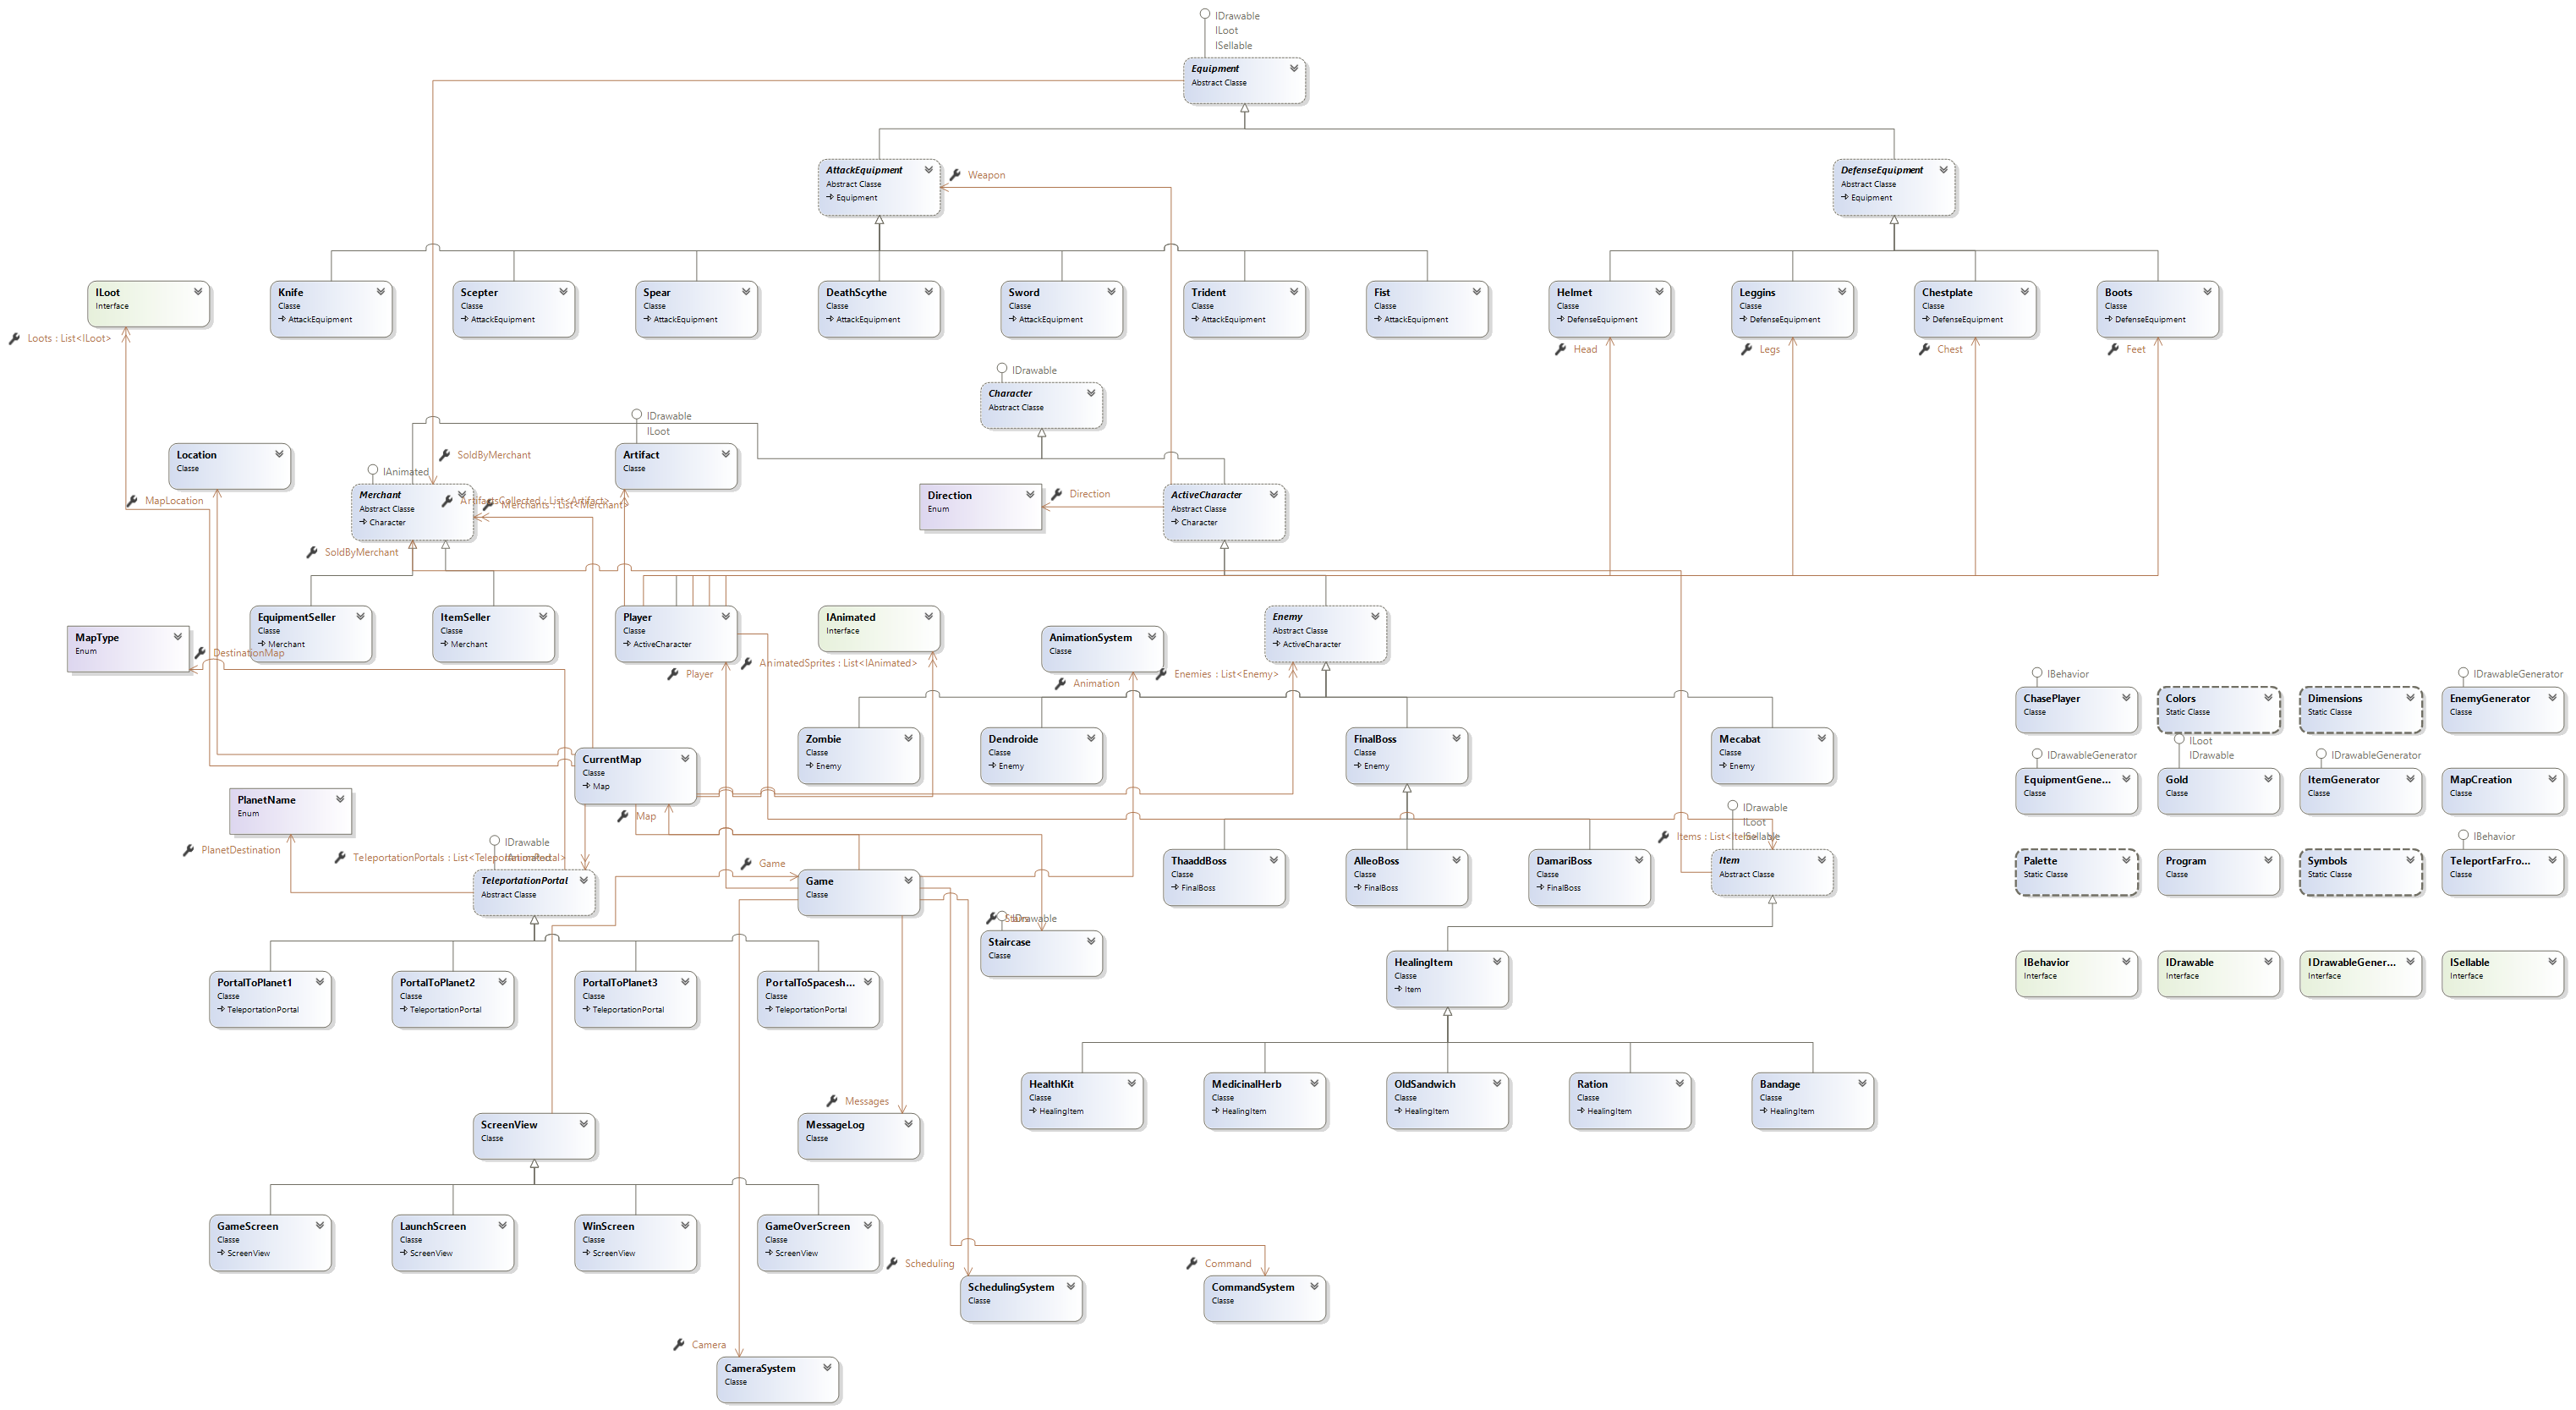 IDrawable
ILoot
ISellable
Equipment
Abstract Classe
AttackEquipment
Abstract Classe
Equipment
Weapon
DefenseEquipment
Abstract Classe
Equipment
ILoot
Interface
Loots : List<ILoot>
Knife
Classe
AttackEquipment
Scepter
Classe
AttackEquipment
Spear
Classe
AttackEquipment
DeathScythe
Classe
AttackEquipment
Sword
Classe
AttackEquipment
Trident
Classe
AttackEquipment
Fist
Classe
AttackEquipment
Helmet
Classe
DefenseEquipment
Head
Leggins
Classe
DefenseEquipment
Legs
Chestplate
Classe
DefenseEquipment
Chest
Boots
Classe
DefenseEquipment
Feet
IDrawable
Character
Abstract Classe
Location
Classe
MapLocation
SoldByMerchant
IAnimated
Merchant
Abstract Classe
Character
SoldByMerchant
IDrawable
ILoot
Artifact
Classe
ArtifactsCollected : List<Artifact>
Merchants : List<Merchant>
Direction
Enum
Direction
ActiveCharacter
Abstract Classe
Character
MapType
Enum
DestinationMap
EquipmentSeller
Classe
Merchant
ItemSeller
Classe
Merchant
Player
Classe
ActiveCharacter
Player
IAnimated
Interface
AnimatedSprites : List<IAnimated>
AnimationSystem
Classe
Animation
Enemy
Abstract Classe
ActiveCharacter
Enemies : List<Enemy>
Zombie
Classe
Enemy
Dendroide
Classe
Enemy
FinalBoss
Classe
Enemy
Mecabat
Classe
Enemy
CurrentMap
Classe
Map
Map
PlanetName
Enum
PlanetDestination
IDrawable
IAnimated
TeleportationPortals : List<TeleportationPortal>
TeleportationPortal
Abstract Classe
Game
Game
Classe
ThaaddBoss
Classe
FinalBoss
AlleoBoss
Classe
FinalBoss
DamariBoss
Classe
FinalBoss
IDrawable
ILoot
ISellable
Items : List<Item>
Item
Abstract Classe
Stairs
IDrawable
Staircase
Classe
PortalToPlanet1
Classe
TeleportationPortal
PortalToPlanet2
Classe
TeleportationPortal
PortalToPlanet3
Classe
TeleportationPortal
PortalToSpacesh...
Classe
TeleportationPortal
HealingItem
Classe
Item
HealthKit
Classe
HealingItem
MedicinalHerb
Classe
HealingItem
OldSandwich
Classe
HealingItem
Ration
Classe
HealingItem
Bandage
Classe
HealingItem
ScreenView
Classe
Messages
MessageLog
Classe
GameScreen
Classe
ScreenView
LaunchScreen
Classe
ScreenView
WinScreen
Classe
ScreenView
GameOverScreen
Classe
ScreenView
Scheduling
SchedulingSystem
Classe
Command
CommandSystem
Classe
Camera
CameraSystem
Classe
IBehavior
ChasePlayer
Classe
Colors
Static Classe
Dimensions
Static Classe
IDrawableGenerator
EnemyGenerator
Classe
IDrawableGenerator
EquipmentGene...
Classe
ILoot
IDrawable
Gold
Classe
IDrawableGenerator
ItemGenerator
Classe
MapCreation
Classe
Palette
Static Classe
Program
Classe
Symbols
Static Classe
IBehavior
TeleportFarFro...
Classe
IBehavior
Interface
IDrawable
Interface
IDrawableGener...
Interface
ISellable
Interface